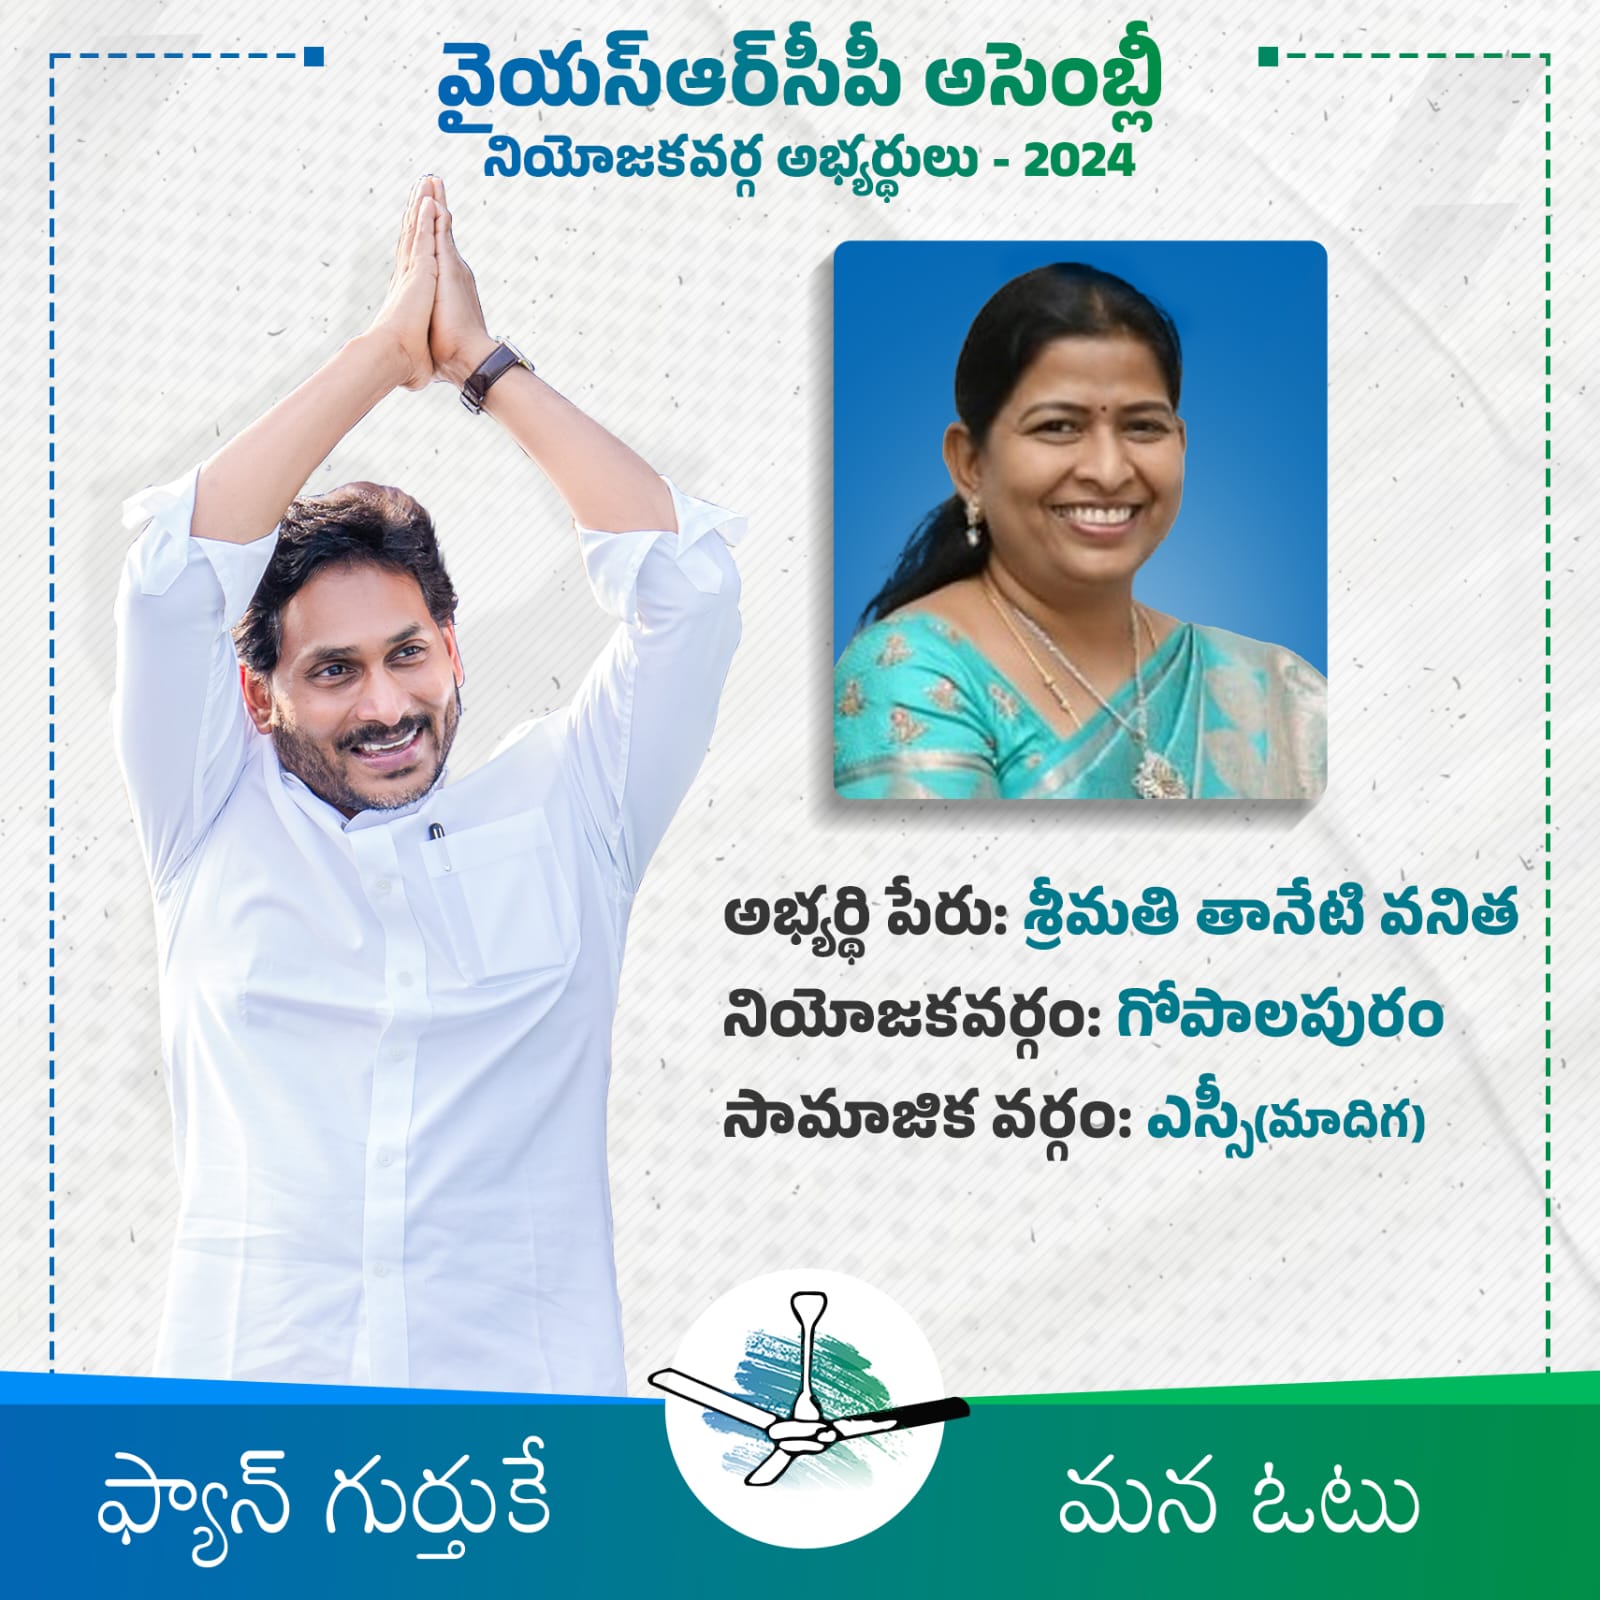 వైయస్ఆర్‌సీపీ అసెంబ్లీ
నియోజకవర్గ అభ్యర్థులు - 2024
అభ్యర్థి పేరు: శ్రీమతి తానేటి వనిత
నియోజకవర్గం: గోపాలపురం
సామాజిక వర్గం: ఎస్సీ(మాదిగ)
ఫ్యాన్ గుర్తుకే మన ఓటు